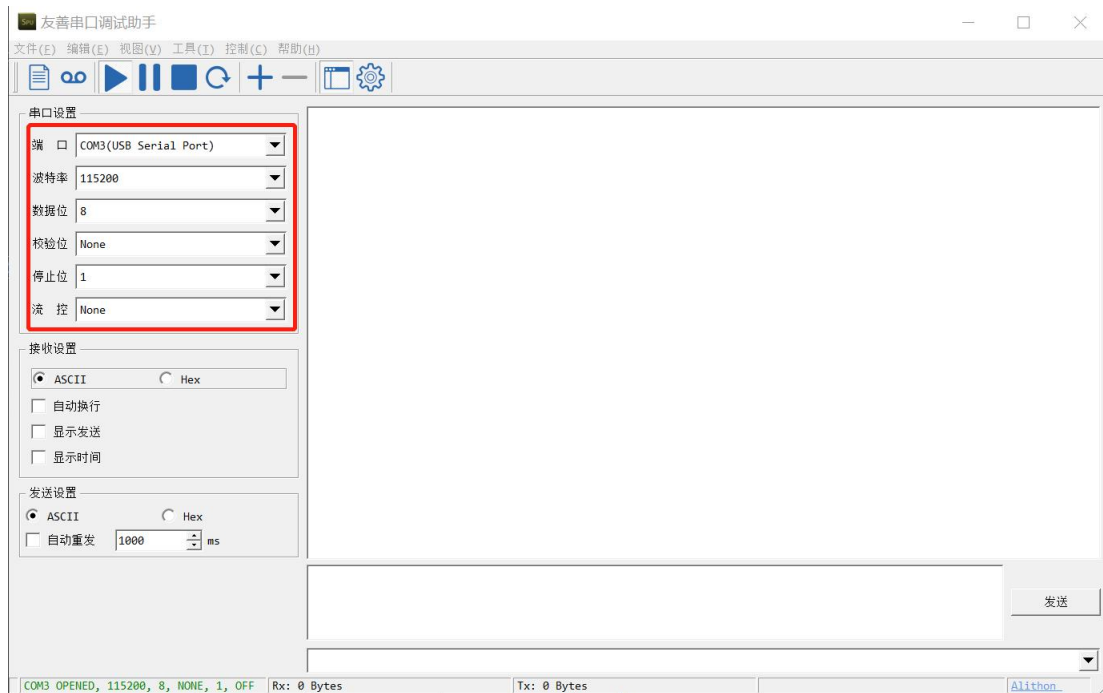 友善串口调试助手
文件(F) 编辑(E) 视图(V) 工具(T) 控制(C) 帮助(H)
串口设置
端 口 COM3(USB Serial Port)
波特率 115200
数据位 8
校验位 None
停止位 1
流 控 None
接收设置
ASCII Hex
自动换行
显示发送
显示时间
发送设置
ASCII Hex
自动重发 1000 ms
发送
COM3 OPENED, 115200, 8, NONE, 1, OFF Rx: 0 Bytes Tx: 0 Bytes Alithon